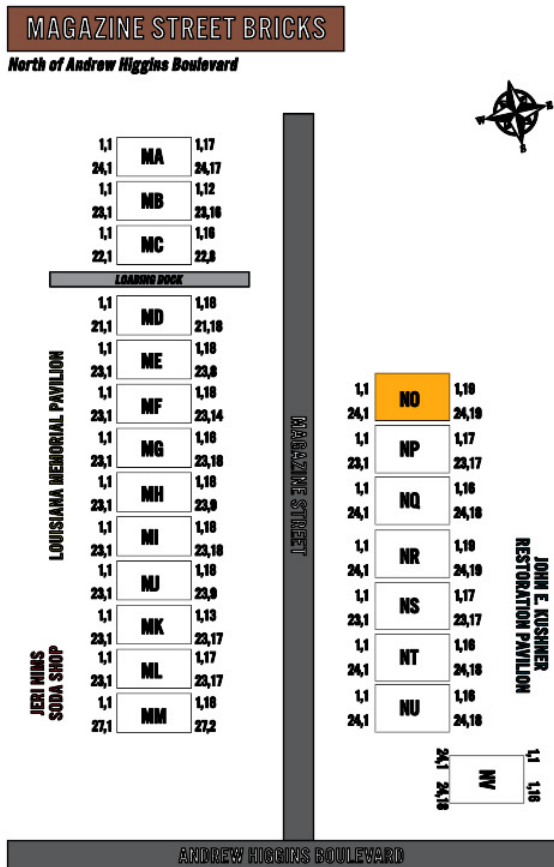 MAGAZINE STREET BRICKS
North of Andrew Higgins Boulevard
N
E
S
W
1,1 MA 1,17
24,1 24,17
1,1 MB 1,12
23,1 23,16
1,1 MC 1,16
22,1 22,8
LOADING DOCK
1,1 MD 1,18
21,1 21,18
1,1 ME 1,18
23,1 23,8
1,1 MF 1,18
23,1 23,14
1,1 MG 1,16
23,1 23,18
1,1 MH 1,18
23,1 23,9
1,1 MI 1,18
23,1 23,18
1,1 MJ 1,18
23,1 23,9
1,1 MK 1,13
23,1 23,17
1,1 ML 1,17
23,1 23,17
1,1 MM 1,18
27,1 27,2
LOUISIANA MEMORIAL PAVILION
JERI NIMS
SODA SHOP
MAGAZINE STREET
1,1 NO 1,19
24,1 24,19
1,1 NP 1,17
23,1 23,17
1,1 NQ 1,16
24,1 24,18
1,1 NR 1,19
24,1 24,19
1,1 NS 1,17
23,1 23,17
1,1 NT 1,16
24,1 24,18
1,1 NU 1,16
24,1 24,18
JOHN E. KUSHNER
RESTORATION PAVILION
24,1 NV 1,1
24,18 1,16
ANDREW HIGGINS BOULEVARD